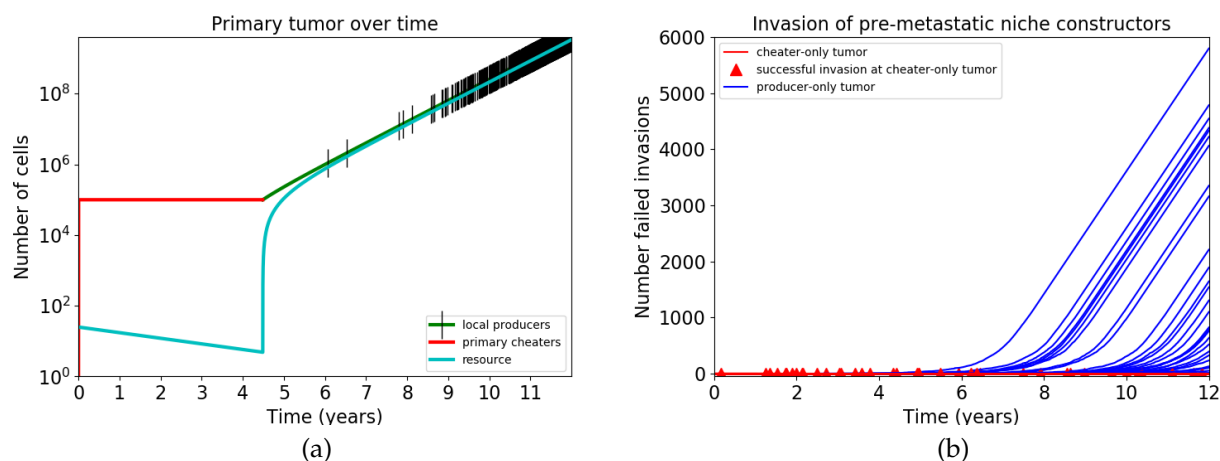 Primary tumor over time
Number of cells
10^8
10^6
10^4
10^2
10^0
0 1 2 3 4 5 6 7 8 9 10 11
Time (years)
local producers
primary cheaters
resource
(a)
Invasion of pre-metastatic niche constructors
Number failed invasions
6000
5000
4000
3000
2000
1000
0
0 2 4 6 8 10 12
Time (years)
cheater-only tumor
successful invasion at cheater-only tumor
producer-only tumor
(b)